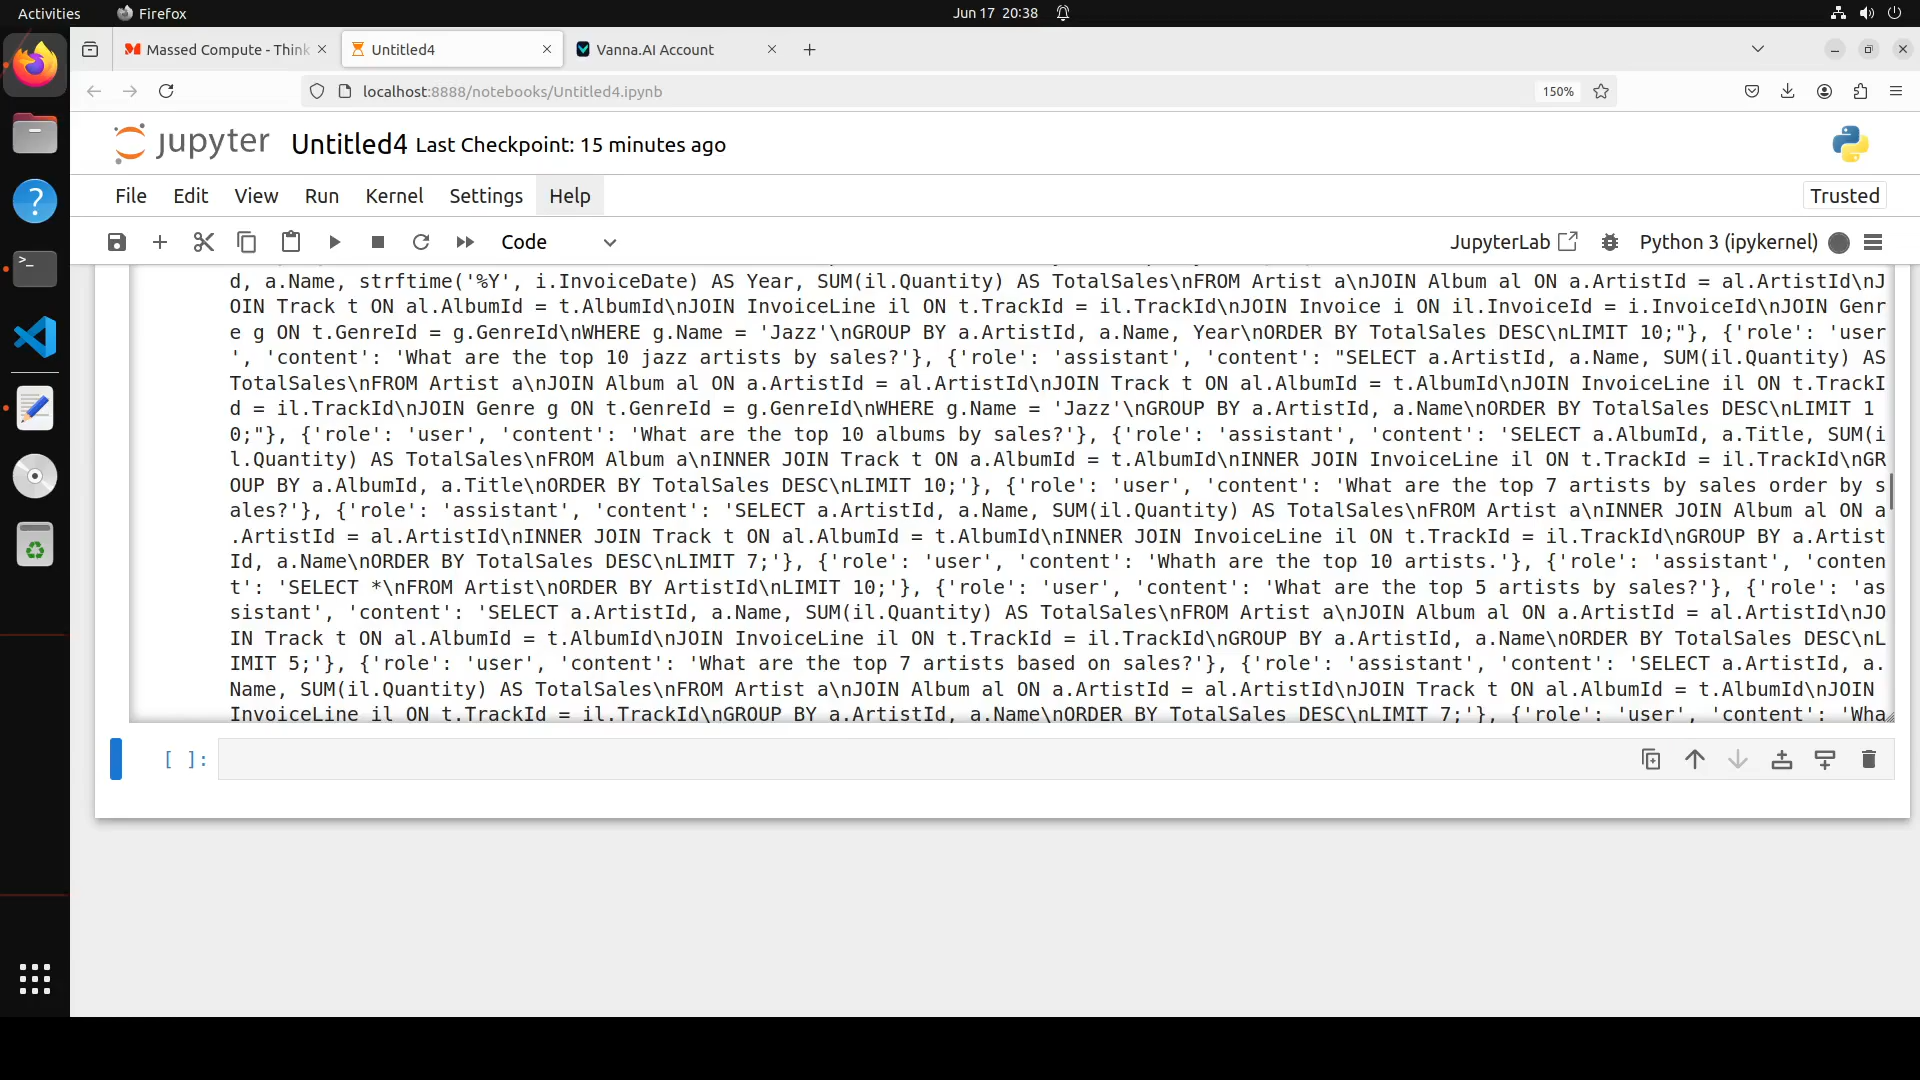 Activities
Firefox
Jun 17 20:38
Massed Compute - Think
Untitled4
Vanna.AI Account
localhost:8888/notebooks/Untitled4.ipynb
150%
jupyter Untitled4 Last Checkpoint: 15 minutes ago
File Edit View Run Kernel Settings Help
Trusted
Code
JupyterLab
Python 3 (ipykernel)
d, a.Name, strftime('%Y', i.InvoiceDate) AS Year, SUM(il.Quantity) AS TotalSales\nFROM Artist a\nJOIN Album al ON a.ArtistId = al.ArtistId\nJ
OIN Track t ON al.AlbumId = t.AlbumId\nJOIN InvoiceLine il ON t.TrackId = il.TrackId\nJOIN Invoice i ON il.InvoiceId = i.InvoiceId\nJOIN Genr
e g ON t.GenreId = g.GenreId\nWHERE g.Name = 'Jazz'\nGROUP BY a.ArtistId, a.Name, Year\nORDER BY TotalSales DESC\nLIMIT 10;"}, {'role': 'user
', 'content': 'What are the top 10 jazz artists by sales?'}, {'role': 'assistant', 'content': "SELECT a.ArtistId, a.Name, SUM(il.Quantity) AS
TotalSales\nFROM Artist a\nJOIN Album al ON a.ArtistId = al.ArtistId\nJOIN Track t ON al.AlbumId = t.AlbumId\nJOIN InvoiceLine il ON t.TrackI
d = il.TrackId\nJOIN Genre g ON t.GenreId = g.GenreId\nWHERE g.Name = 'Jazz'\nGROUP BY a.ArtistId, a.Name\nORDER BY TotalSales DESC\nLIMIT 1
0;"}, {'role': 'user', 'content': 'What are the top 10 albums by sales?'}, {'role': 'assistant', 'content': 'SELECT a.AlbumId, a.Title, SUM(i
l.Quantity) AS TotalSales\nFROM Album a\nINNER JOIN Track t ON a.AlbumId = t.AlbumId\nINNER JOIN InvoiceLine il ON t.TrackId = il.TrackId\nGR
OUP BY a.AlbumId, a.Title\nORDER BY TotalSales DESC\nLIMIT 10;'}, {'role': 'user', 'content': 'What are the top 7 artists by sales order by s
ales?'}, {'role': 'assistant', 'content': 'SELECT a.ArtistId, a.Name, SUM(il.Quantity) AS TotalSales\nFROM Artist a\nINNER JOIN Album al ON a
.ArtistId = al.ArtistId\nINNER JOIN Track t ON al.AlbumId = t.AlbumId\nINNER JOIN InvoiceLine il ON t.TrackId = il.TrackId\nGROUP BY a.Artist
Id, a.Name\nORDER BY TotalSales DESC\nLIMIT 7;'}, {'role': 'user', 'content': 'Whath are the top 10 artists.'}, {'role': 'assistant', 'conten
t': 'SELECT *\nFROM Artist\nORDER BY ArtistId\nLIMIT 10;'}, {'role': 'user', 'content': 'What are the top 5 artists by sales?'}, {'role': 'as
sistant', 'content': 'SELECT a.ArtistId, a.Name, SUM(il.Quantity) AS TotalSales\nFROM Artist a\nJOIN Album al ON a.ArtistId = al.ArtistId\nJO
IN Track t ON al.AlbumId = t.AlbumId\nJOIN InvoiceLine il ON t.TrackId = il.TrackId\nGROUP BY a.ArtistId, a.Name\nORDER BY TotalSales DESC\nL
IMIT 5;'}, {'role': 'user', 'content': 'What are the top 7 artists based on sales?'}, {'role': 'assistant', 'content': 'SELECT a.ArtistId, a.
Name, SUM(il.Quantity) AS TotalSales\nFROM Artist a\nJOIN Album al ON a.ArtistId = al.ArtistId\nJOIN Track t ON al.AlbumId = t.AlbumId\nJOIN
InvoiceLine il ON t.TrackId = il.TrackId\nGROUP BY a.ArtistId, a.Name\nORDER BY TotalSales DESC\nLIMIT 7;'}, {'role': 'user', 'content': 'Wha
[ ]: